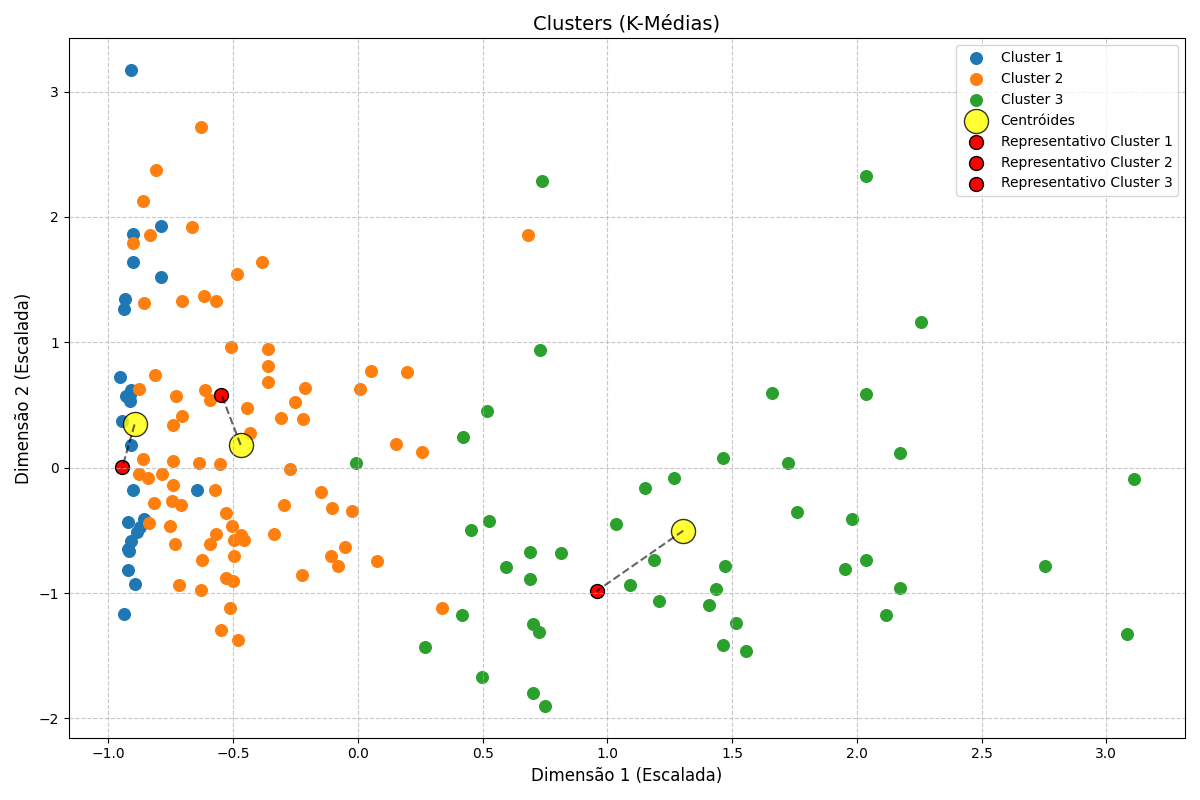 Clusters (K-Médias)
Cluster 1
Cluster 2
Cluster 3
Centróides
Representativo Cluster 1
Representativo Cluster 2
Representativo Cluster 3
Dimensão 2 (Escalada)
3
2
1
0
−1
−2
−1.0
−0.5
0.0
0.5
1.0
1.5
2.0
2.5
3.0
Dimensão 1 (Escalada)